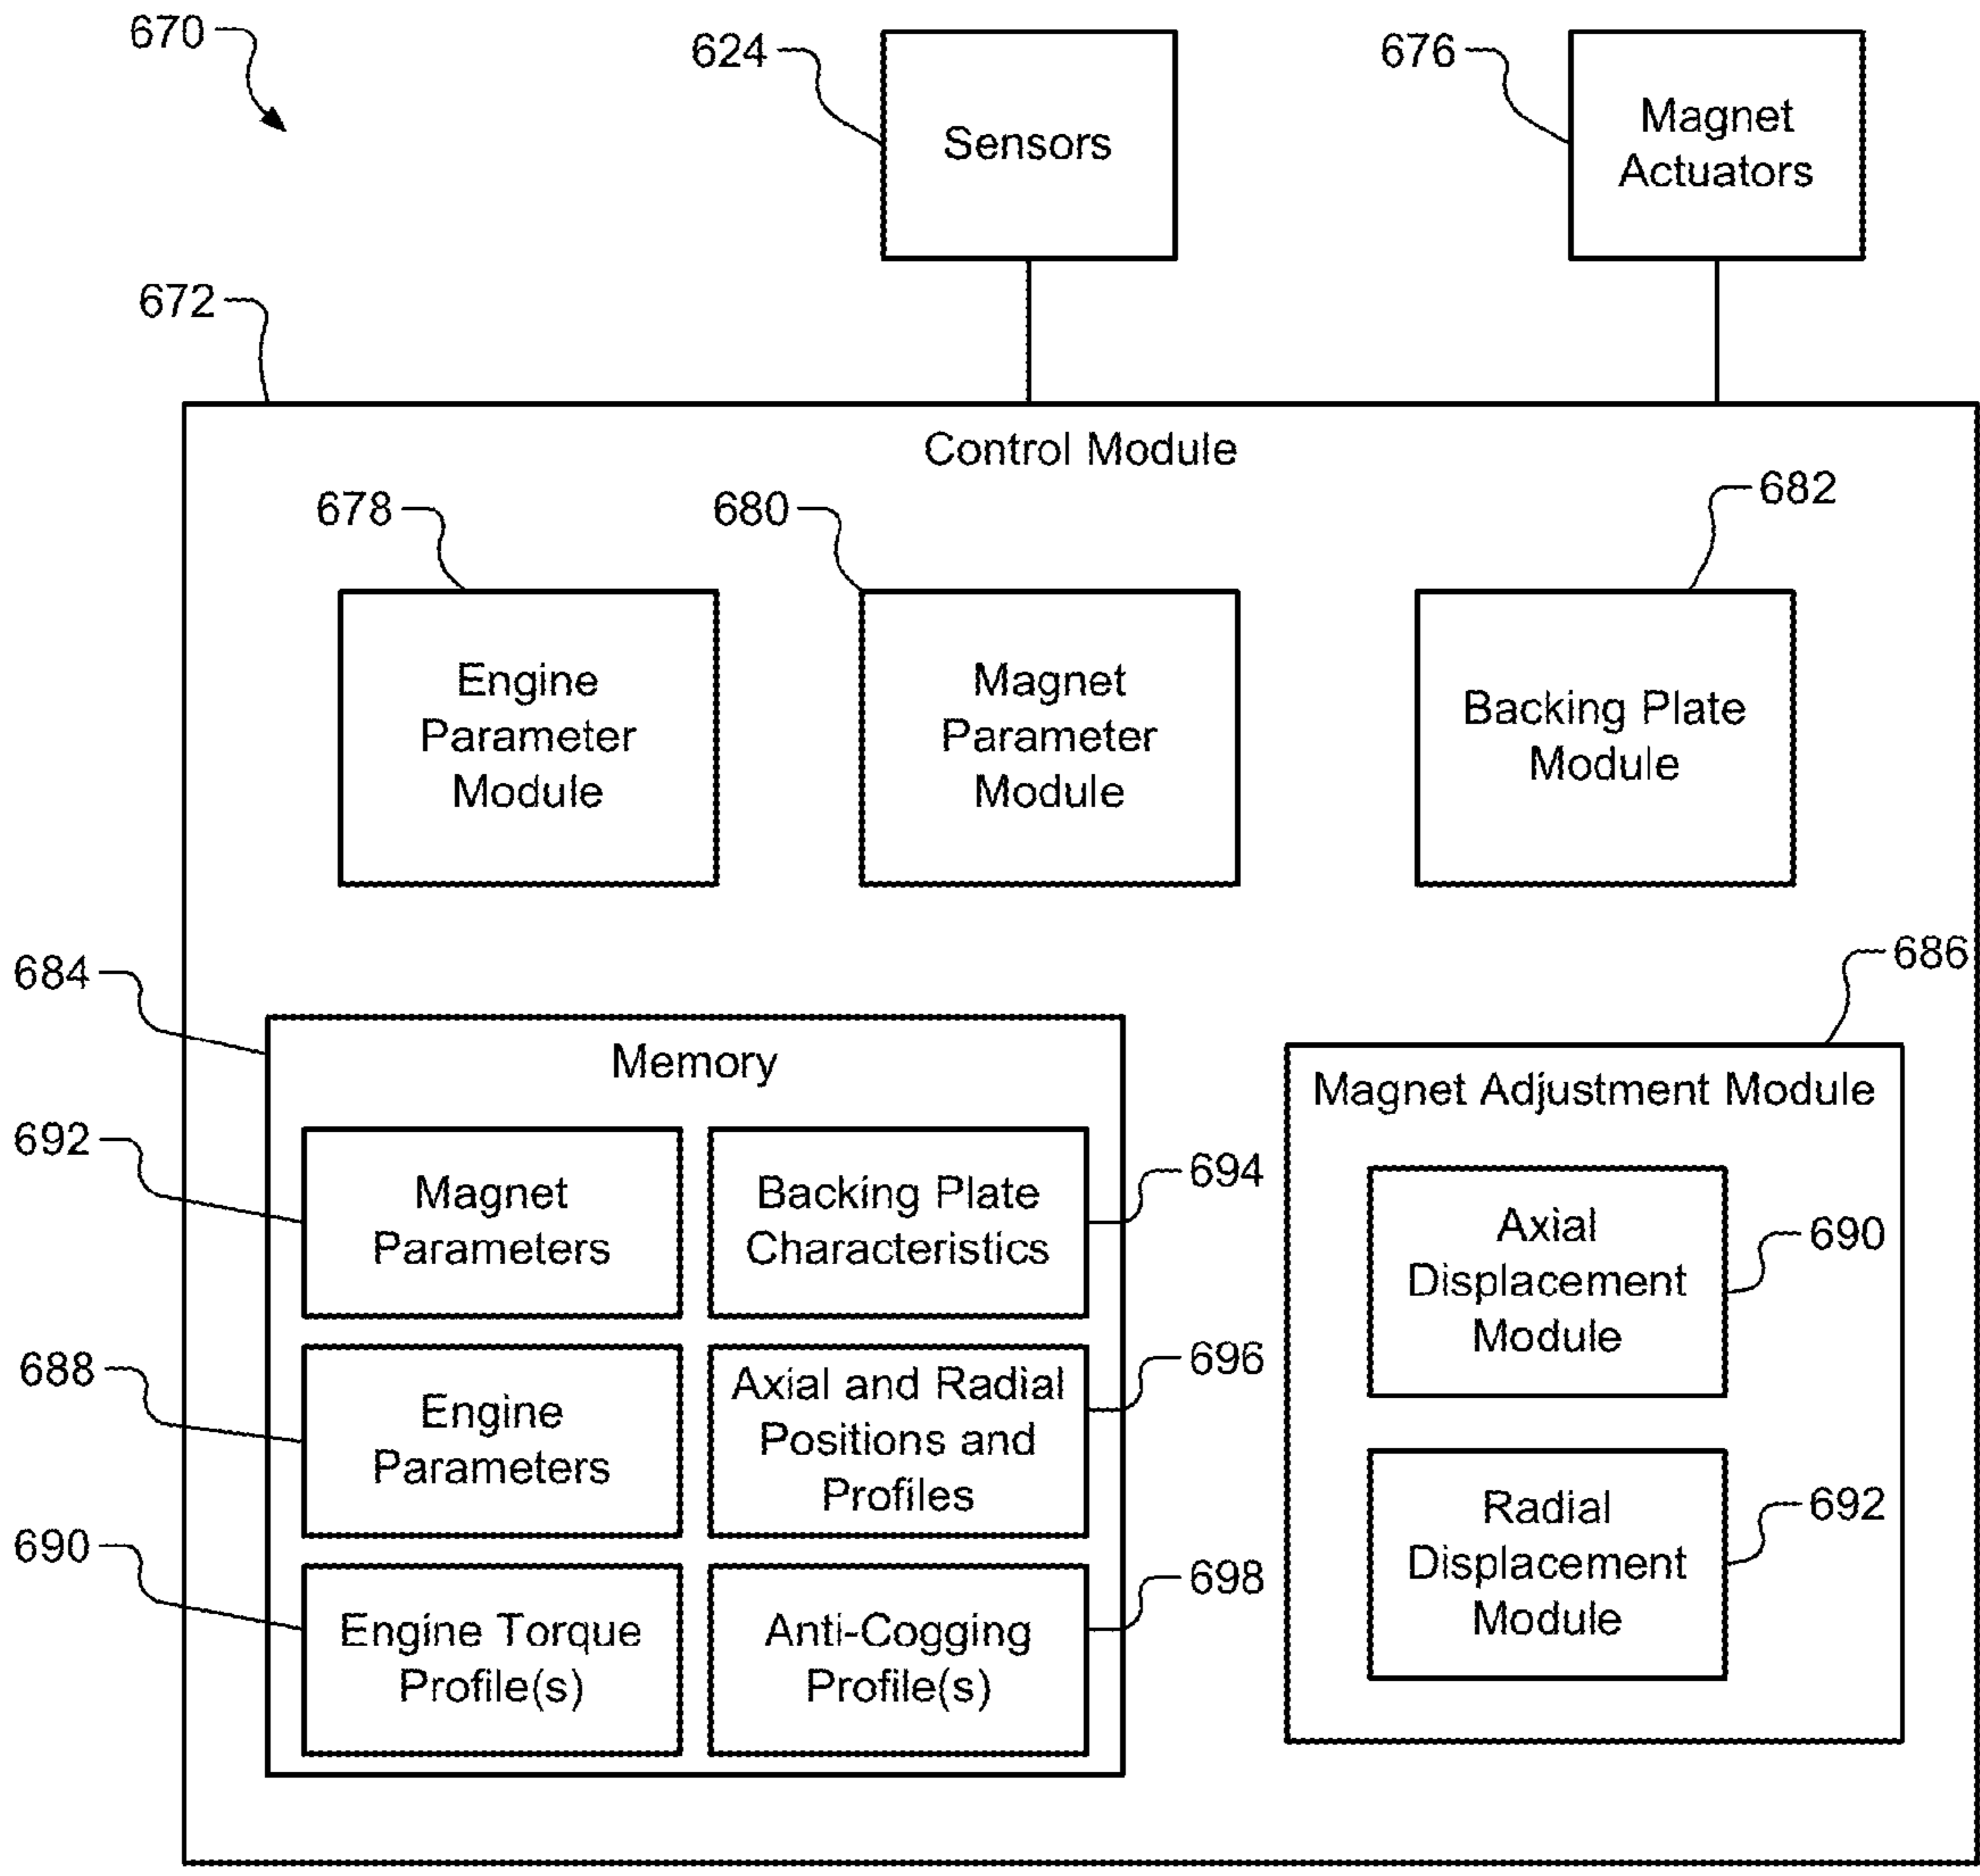 670
624
Sensors
676
Magnet
Actuators
672
Control Module
678
Engine
Parameter
Module
680
Magnet
Parameter
Module
682
Backing Plate
Module
684
Memory
692
Magnet
Parameters
694
Backing Plate
Characteristics
688
Engine
Parameters
696
Axial and Radial
Positions and
Profiles
690
Engine Torque
Profile(s)
698
Anti-Cogging
Profile(s)
686
Magnet Adjustment Module
690
Axial
Displacement
Module
692
Radial
Displacement
Module